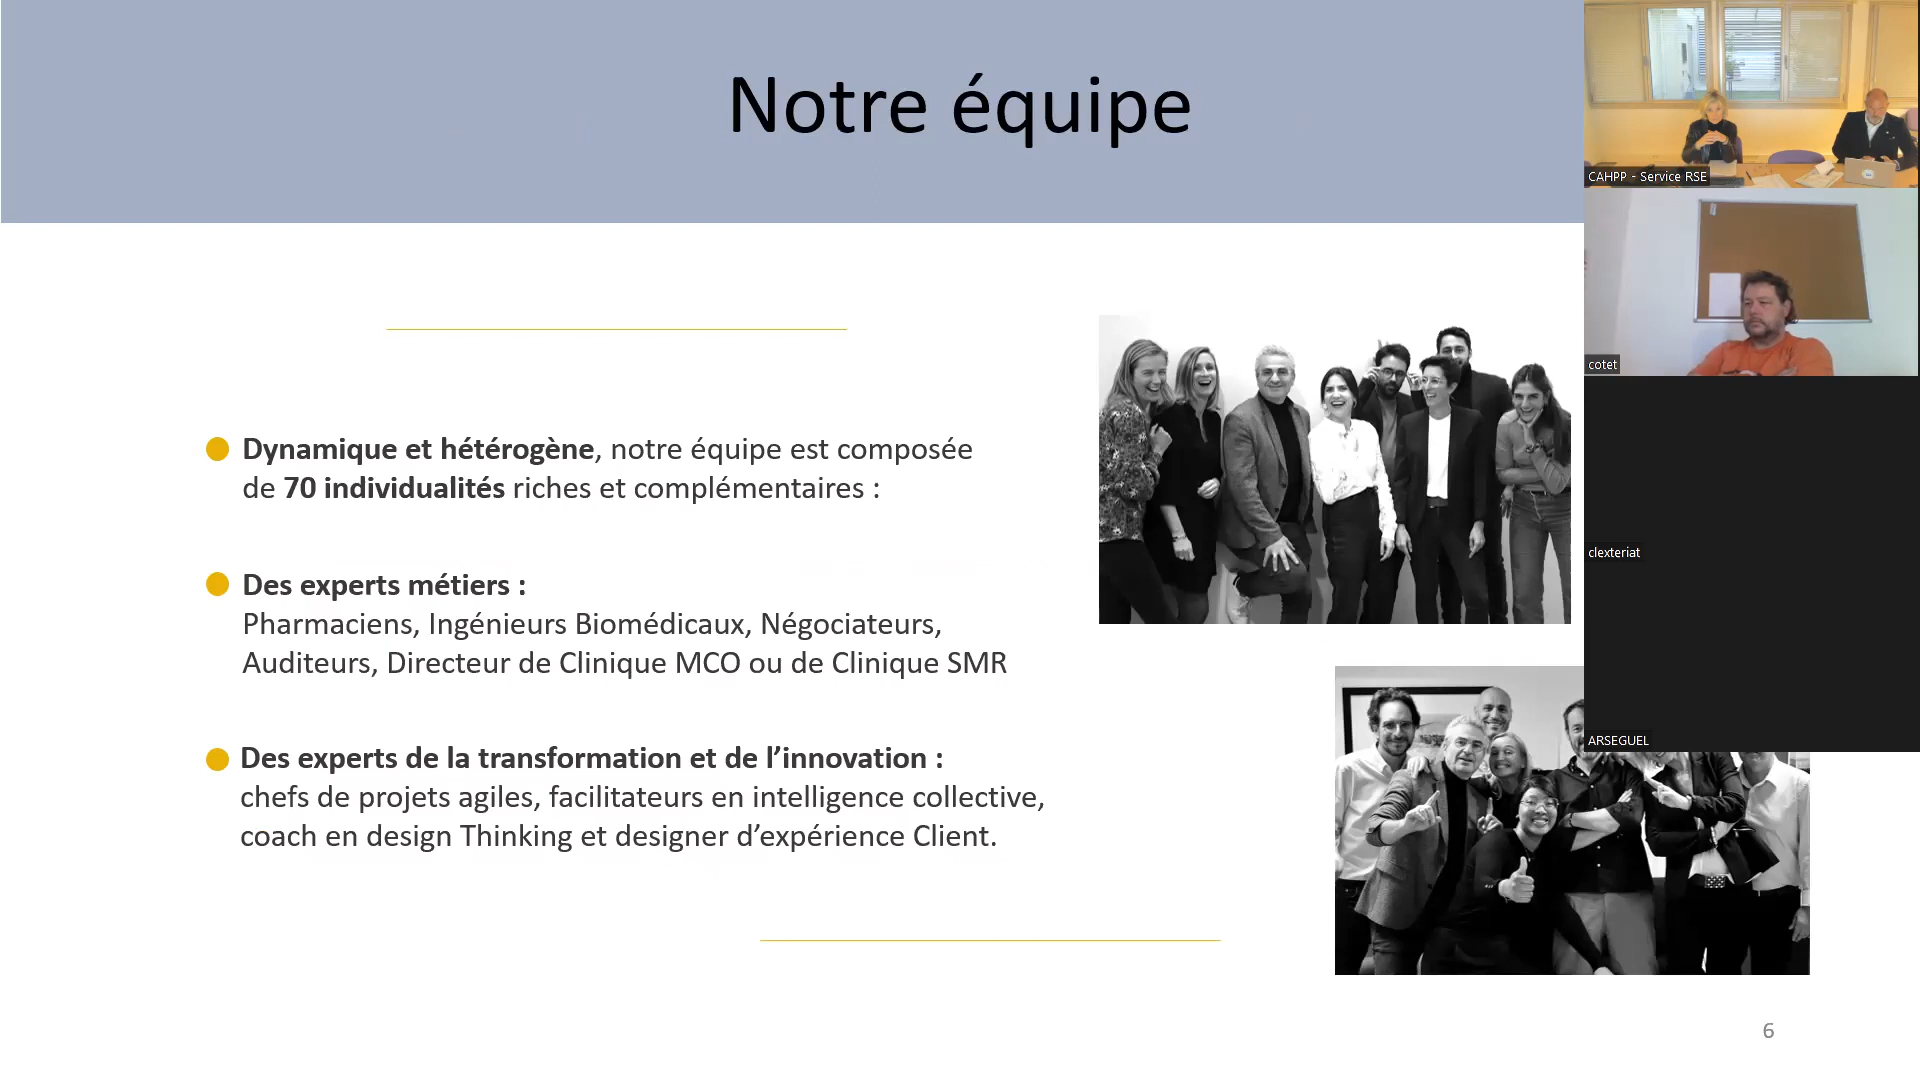 Notre équipe
Dynamique et hétérogène, notre équipe est composée
de 70 individualités riches et complémentaires :
Des experts métiers :
Pharmaciens, Ingénieurs Biomédicaux, Négociateurs,
Auditeurs, Directeur de Clinique MCO ou de Clinique SMR
Des experts de la transformation et de l’innovation :
chefs de projets agiles, facilitateurs en intelligence collective,
coach en design Thinking et designer d’expérience Client.
6
CAHPP - Service RSE
cotet
clexteriat
ARSEGUEL